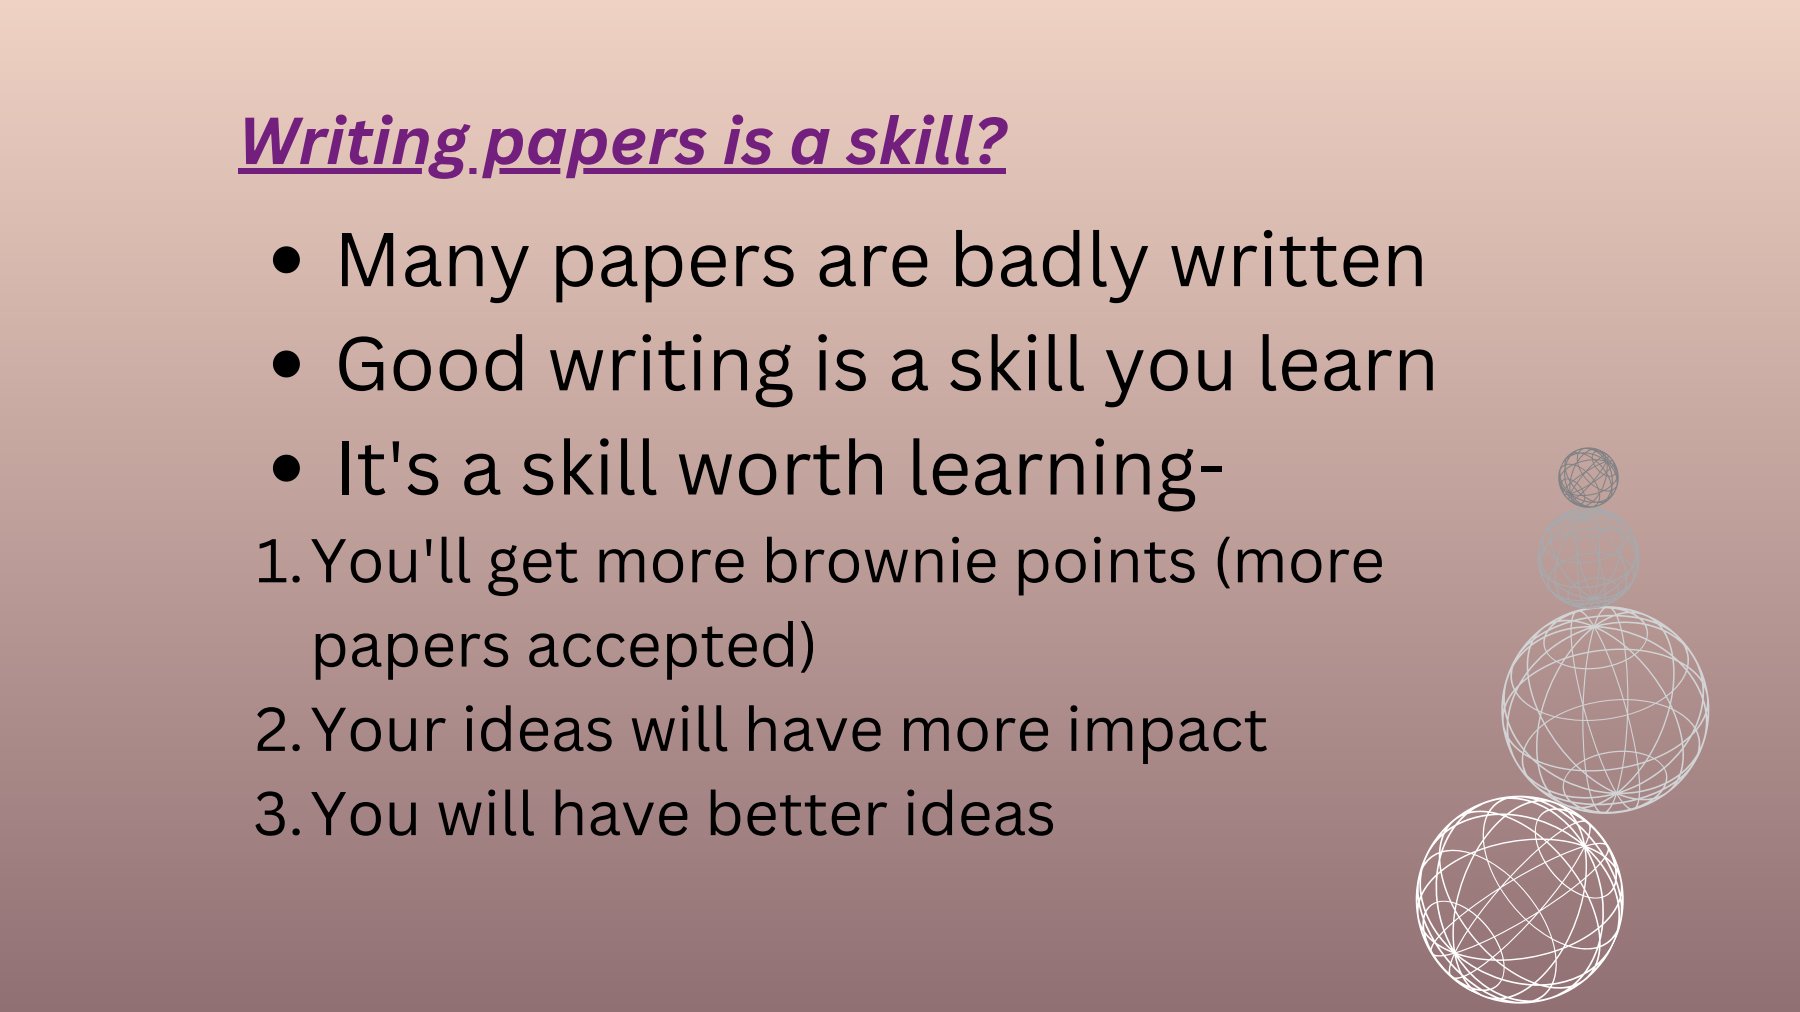 Writing papers is a skill?
• Many papers are badly written
• Good writing is a skill you learn
• It's a skill worth learning-
1. You'll get more brownie points (more
papers accepted)
2. Your ideas will have more impact
3. You will have better ideas